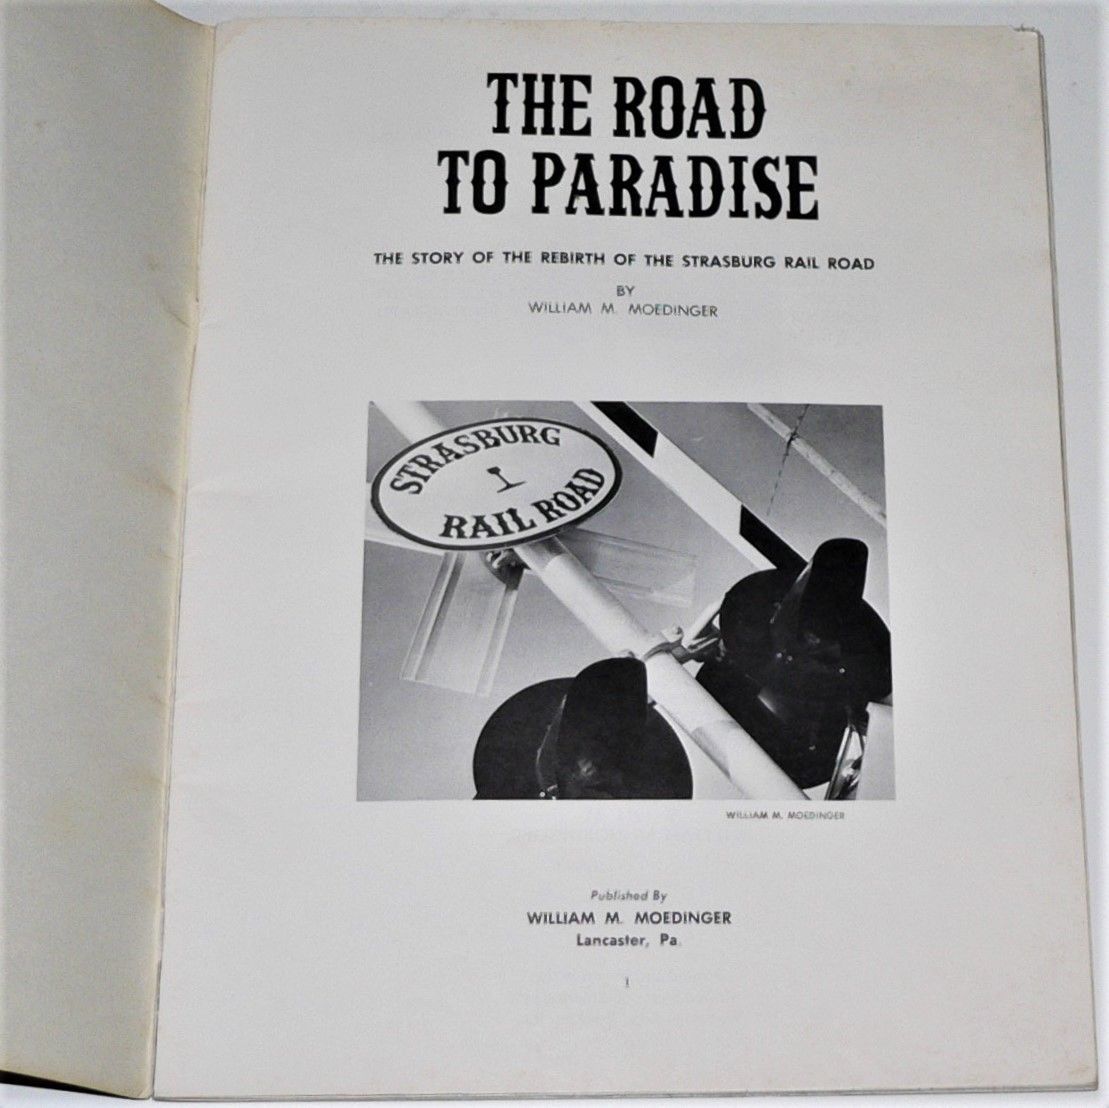 THE ROAD
TO PARADISE
THE STORY OF THE REBIRTH OF THE STRASBURG RAIL ROAD
BY
WILLIAM M. MOEDINGER
STRASBURG
RAIL ROAD
WILLIAM M. MOEDINGER
Published By
WILLIAM M. MOEDINGER
Lancaster, Pa.
1